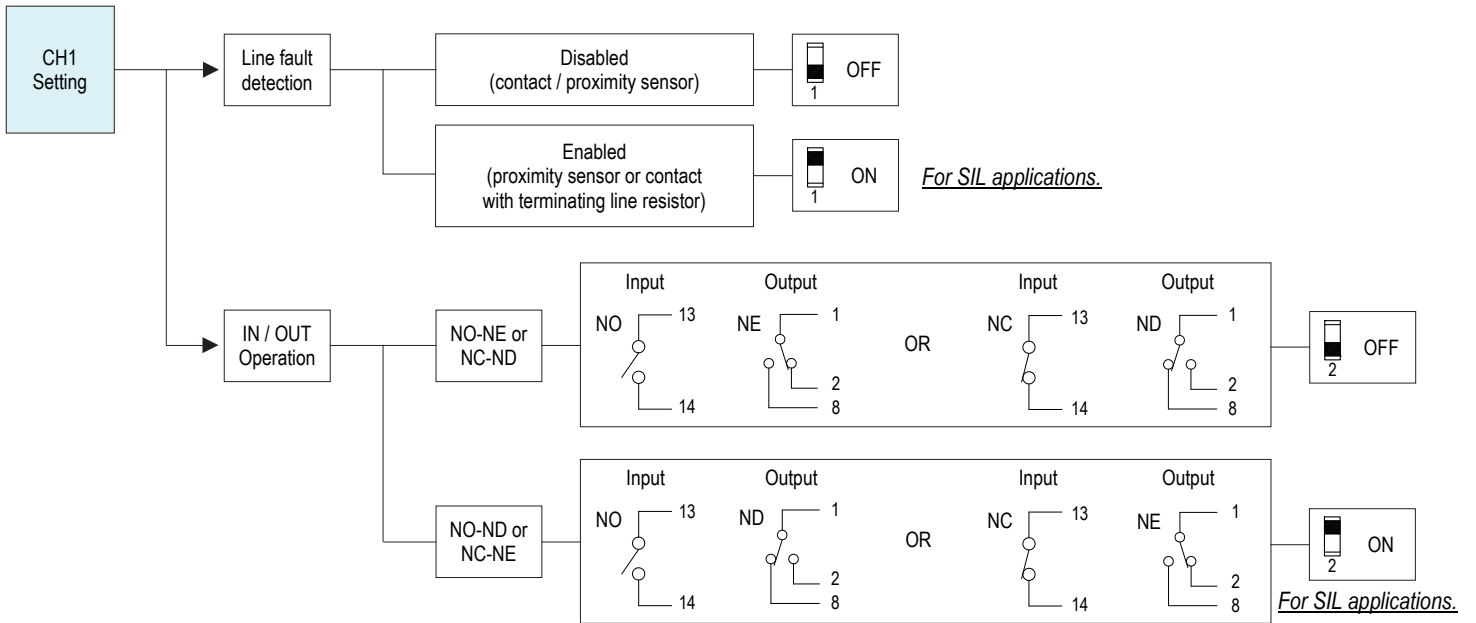 CH1
Setting
Line fault
detection
Disabled
(contact / proximity sensor)
1
OFF
Enabled
(proximity sensor or contact
with terminating line resistor)
1
ON
For SIL applications.
IN / OUT
Operation
NO-NE or
NC-ND
Input
Output
Input
Output
NO
13
14
NE
1
2
8
OR
NC
13
14
ND
1
2
8
2
OFF
NO-ND or
NC-NE
Input
Output
Input
Output
NO
13
14
ND
1
2
8
OR
NC
13
14
NE
1
2
8
2
ON
For SIL applications.